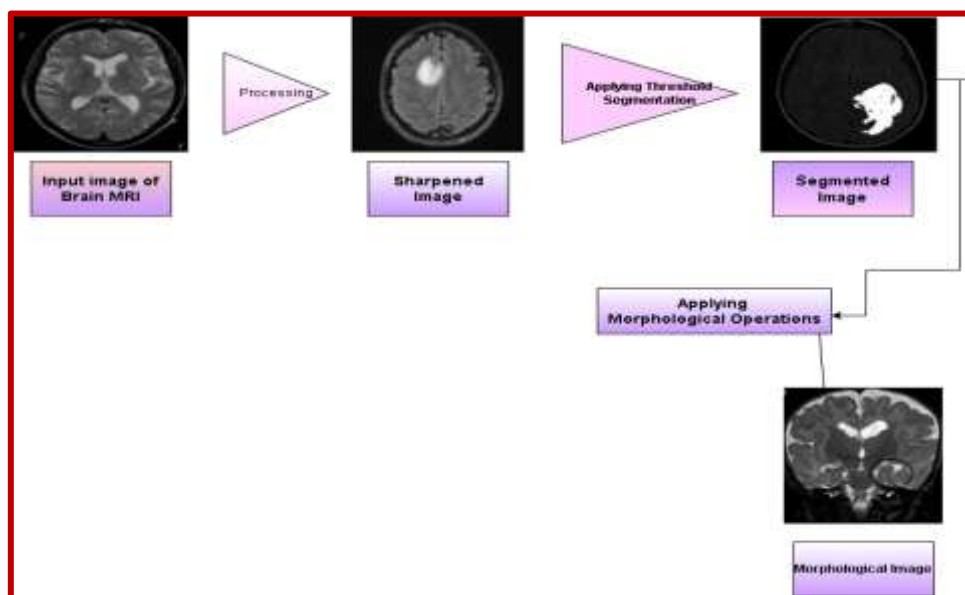 Processing
Applying Threshold
Segmentation
Input image of
Brain MRI
Sharpened
Image
Segmented
Image
Applying
Morphological Operations
Morphological Image